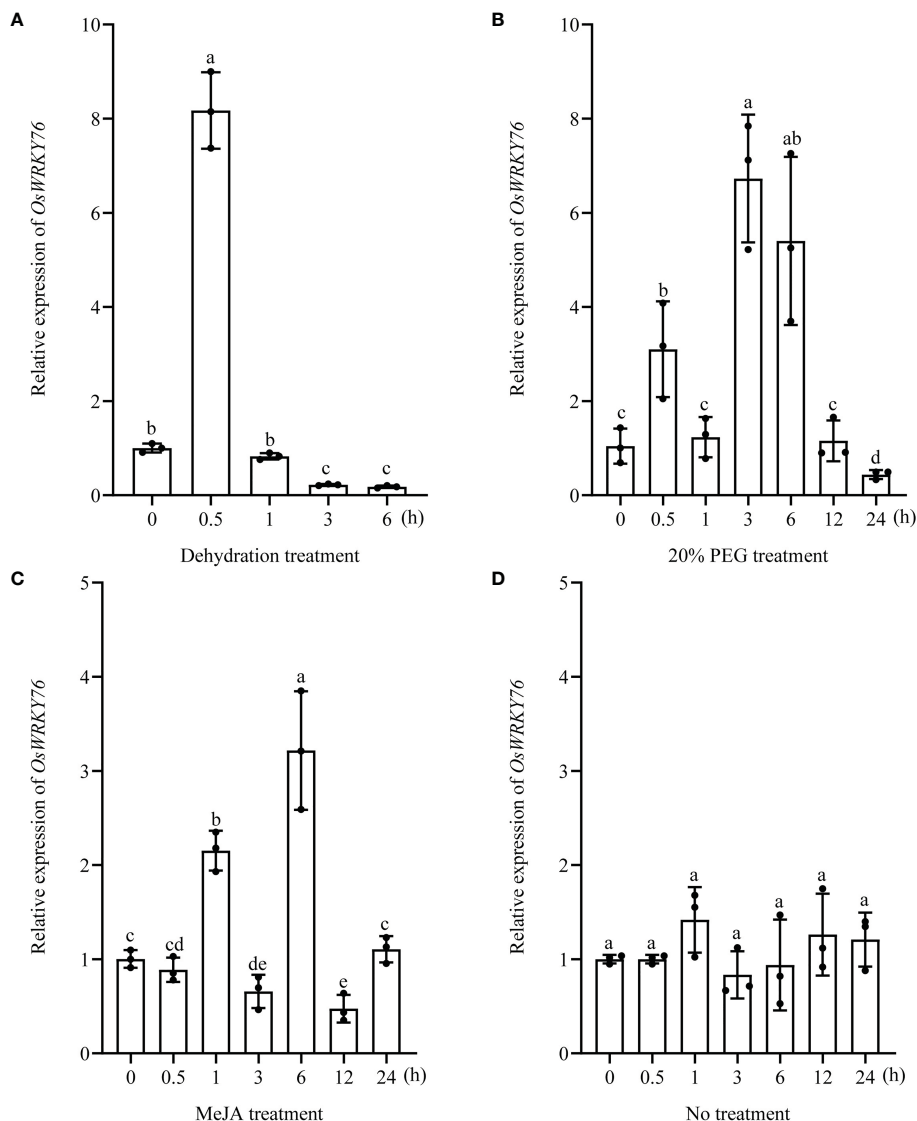 A
Relative expression of OsWRKY76
10
8
6
4
2
0
b
a
b
c
c
0 0.5 1 3 6 (h)
Dehydration treatment
B
Relative expression of OsWRKY76
10
8
6
4
2
0
c
b
c
a
ab
c
d
0 0.5 1 3 6 12 24 (h)
20% PEG treatment
C
Relative expression of OsWRKY76
5
4
3
2
1
0
c
cd
b
de
a
e
c
0 0.5 1 3 6 12 24 (h)
MeJA treatment
D
Relative expression of OsWRKY76
5
4
3
2
1
0
a
a
a
a
a
a
a
0 0.5 1 3 6 12 24 (h)
No treatment